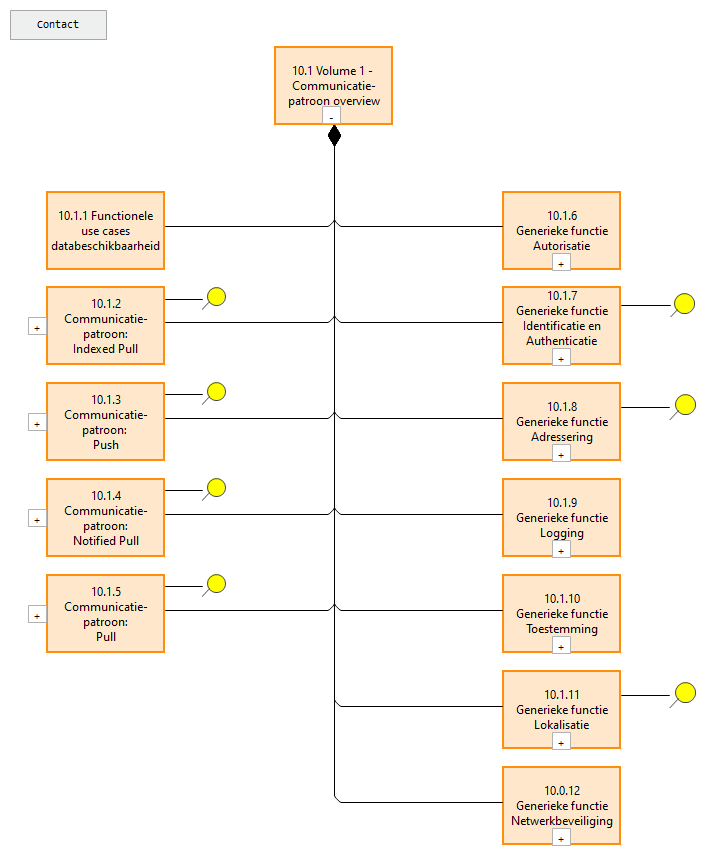 Contact
10.1 Volume 1 -
Communicatie-
patroon overview
-
10.1.1 Functionele
use cases
databeschikbaarheid
10.1.2
Communicatie-
patroon:
Indexed Pull
+
10.1.3
Communicatie-
patroon:
Push
+
10.1.4
Communicatie-
patroon:
Notified Pull
+
10.1.5
Communicatie-
patroon:
Pull
+
10.1.6
Generieke functie
Autorisatie
+
10.1.7
Generieke functie
Identificatie en
Authenticatie
+
10.1.8
Generieke functie
Adressering
+
10.1.9
Generieke functie
Logging
+
10.1.10
Generieke functie
Toestemming
+
10.1.11
Generieke functie
Lokalisatie
+
10.0.12
Generieke functie
Netwerkbeveiliging
+